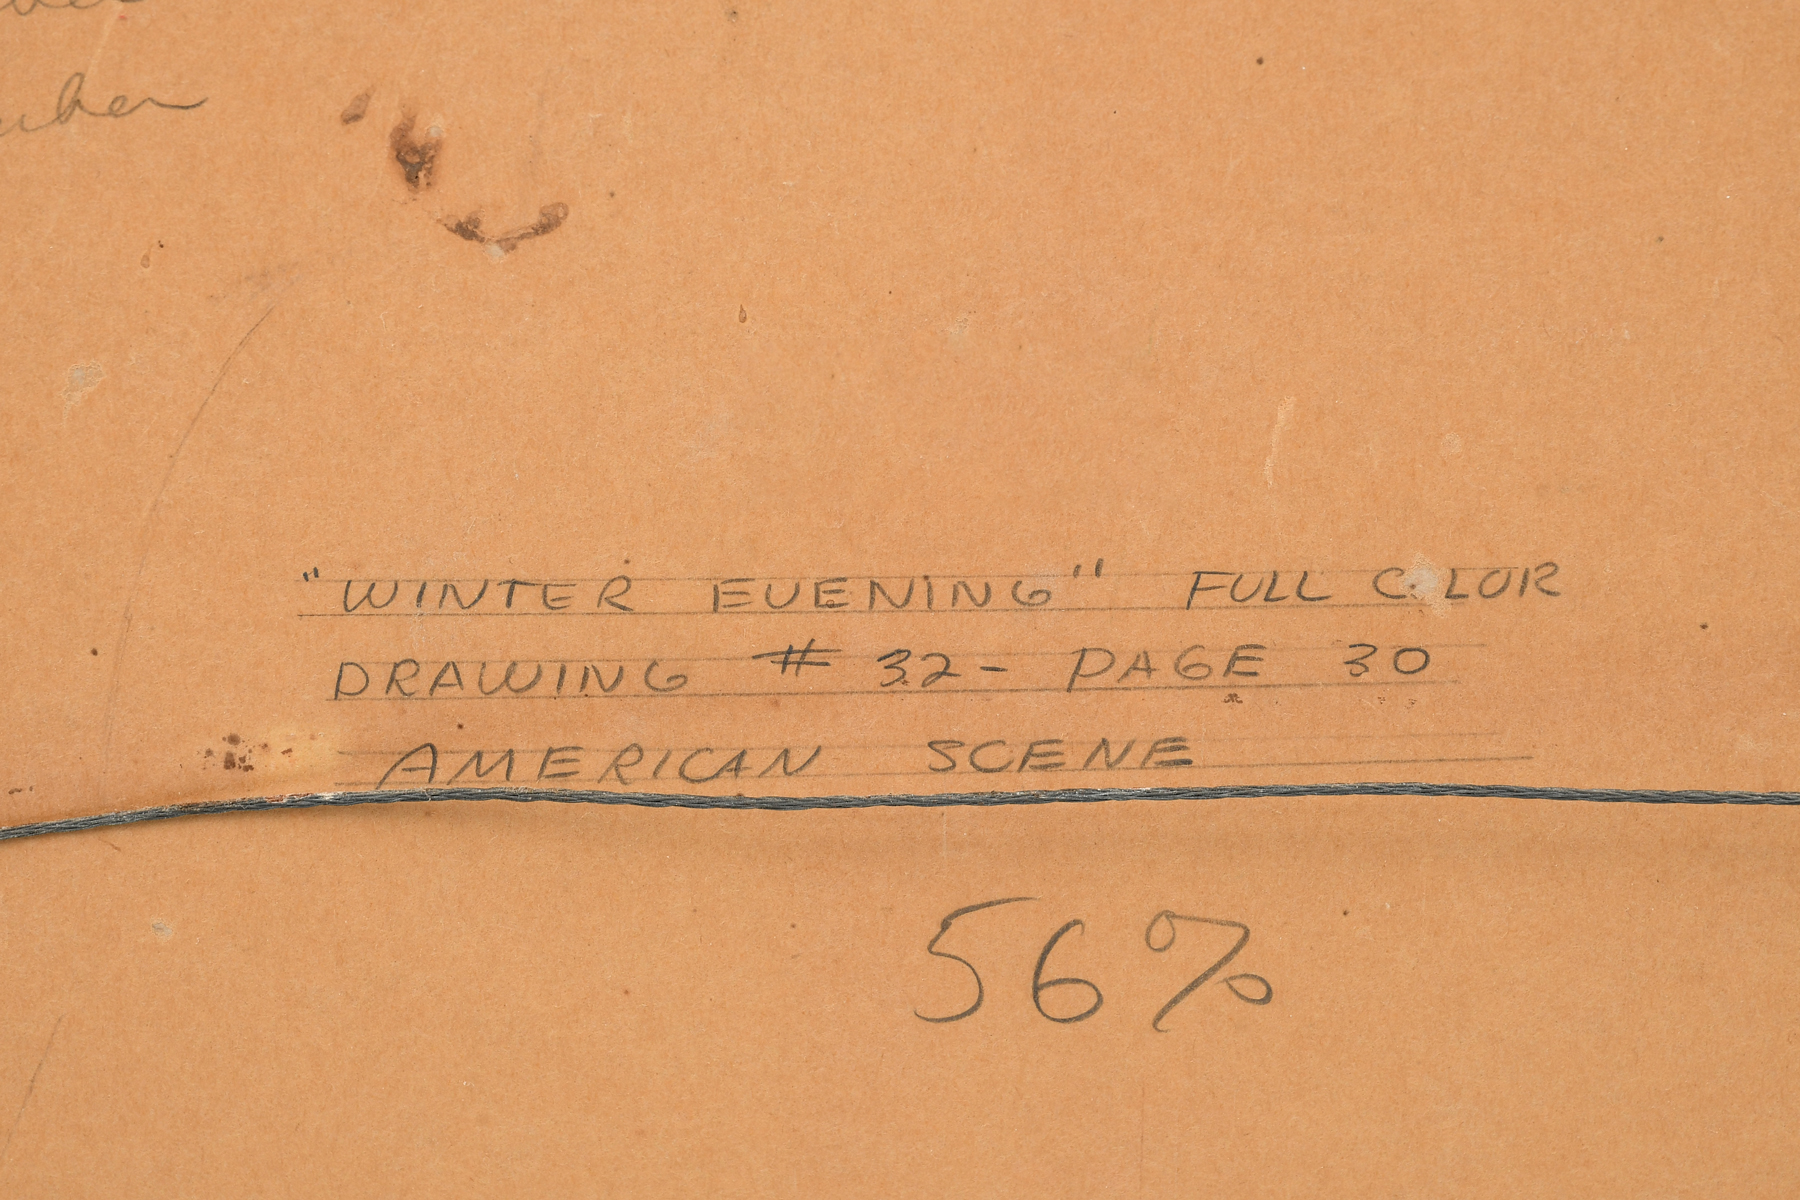 "WINTER EVENING" FULL COLOR
DRAWING # 32 - PAGE 30
AMERICAN SCENE
56%